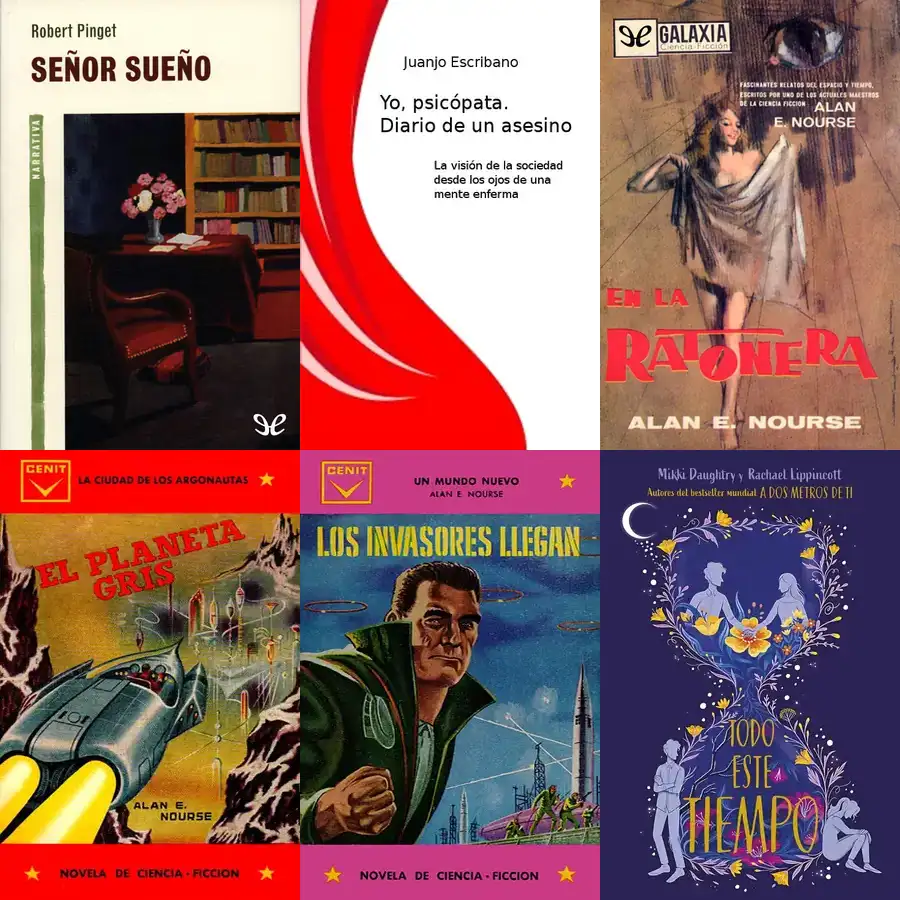 Robert Pinget
SEÑOR SUEÑO
NARRATIVA
Juanjo Escribano
Yo, psicópata.
Diario de un asesino
La visión de la sociedad
desde los ojos de una
mente enferma
GALAXIA
Ciencia Ficción
FASCINANTES RELATOS DEL ESPACIO Y TIEMPO,
ESCRITOS POR UNO DE LOS ACTUALES MAESTROS
DE LA CIENCIA FICCION ALAN
E. NOURSE
EN LA
RATONERA
ALAN E. NOURSE
CENIT
LA CIUDAD DE LOS ARGONAUTAS
EL PLANETA
GRIS
ALAN E.
NOURSE
NOVELA DE CIENCIA-FICCION
CENIT
UN MUNDO NUEVO
ALAN E. NOURSE
LOS INVASORES LLEGAN
NOVELA DE CIENCIA-FICCION
Mikki Daughtry y Rachael Lippincott
Autores del bestseller mundial A DOS METROS DE TI
TODO
ESTE
TIEMPO